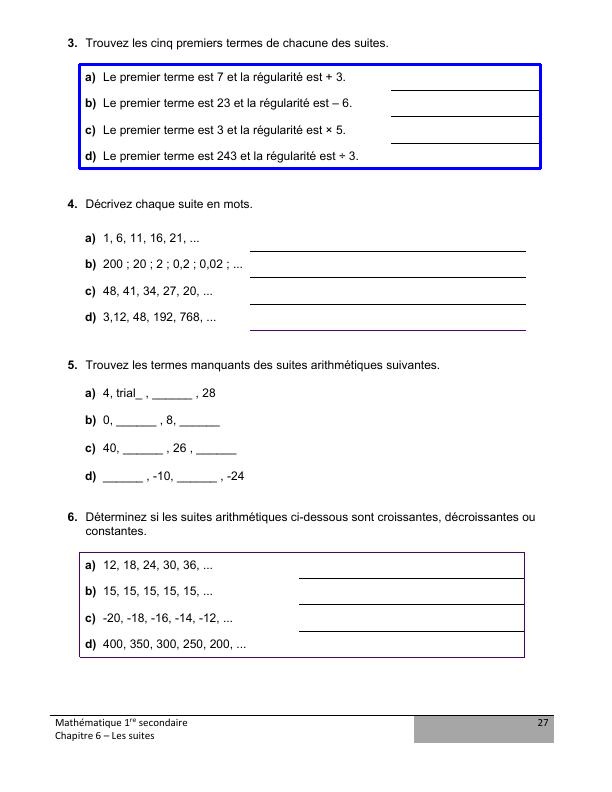 3. Trouvez les cinq premiers termes de chacune des suites.
a) Le premier terme est 7 et la régularité est + 3.
b) Le premier terme est 23 et la régularité est – 6.
c) Le premier terme est 3 et la régularité est × 5.
d) Le premier terme est 243 et la régularité est ÷ 3.
4. Décrivez chaque suite en mots.
a) 1, 6, 11, 16, 21, ...
b) 200 ; 20 ; 2 ; 0,2 ; 0,02 ; ...
c) 48, 41, 34, 27, 20, ...
d) 3,12, 48, 192, 768, ...
5. Trouvez les termes manquants des suites arithmétiques suivantes.
a) 4, trial_ , ______ , 28
b) 0, ______ , 8, ______
c) 40, ______ , 26 , ______
d) ______ , -10, ______ , -24
6. Déterminez si les suites arithmétiques ci-dessous sont croissantes, décroissantes ou
constantes.
a) 12, 18, 24, 30, 36, ...
b) 15, 15, 15, 15, 15, ...
c) -20, -18, -16, -14, -12, ...
d) 400, 350, 300, 250, 200, ...
Mathématique 1re secondaire
27
Chapitre 6 – Les suites